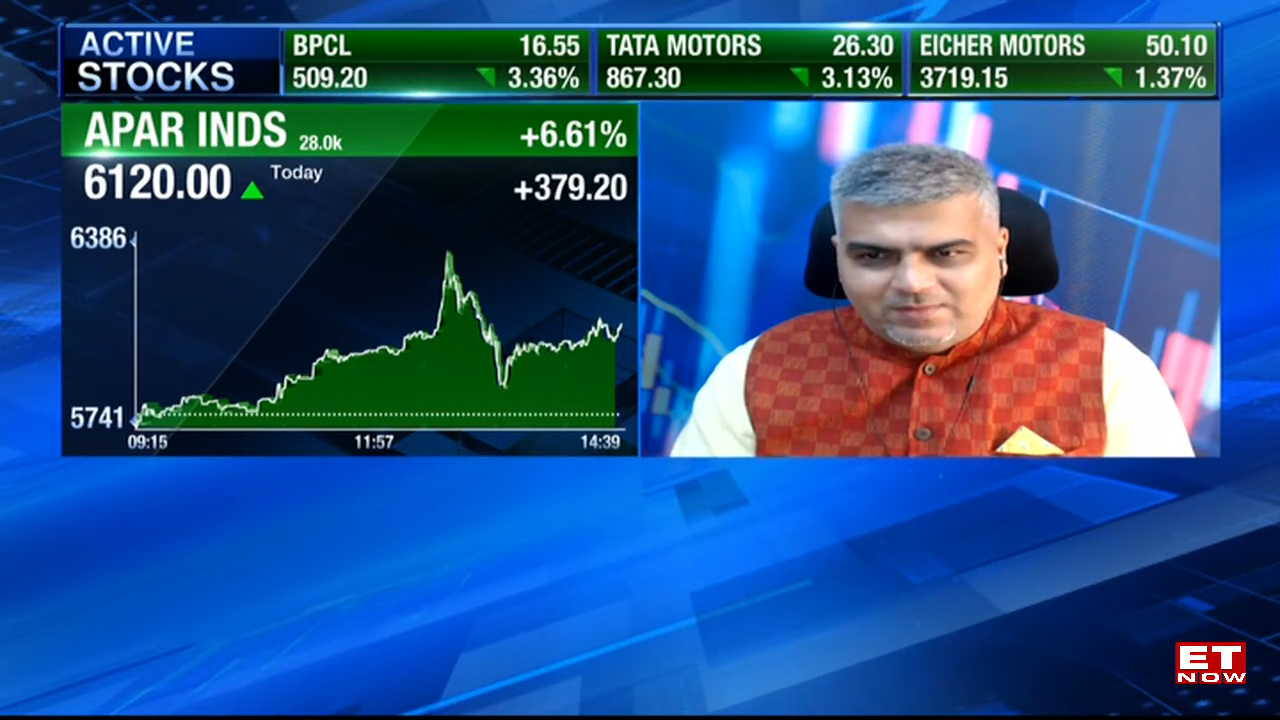 ACTIVE
STOCKS
BPCL 16.55
509.20 3.36%
TATA MOTORS 26.30
867.30 3.13%
EICHER MOTORS 50.10
3719.15 1.37%
APAR INDS 28.0k +6.61%
6120.00 Today +379.20
6386
5741
09:15 11:57 14:39
ET
NOW